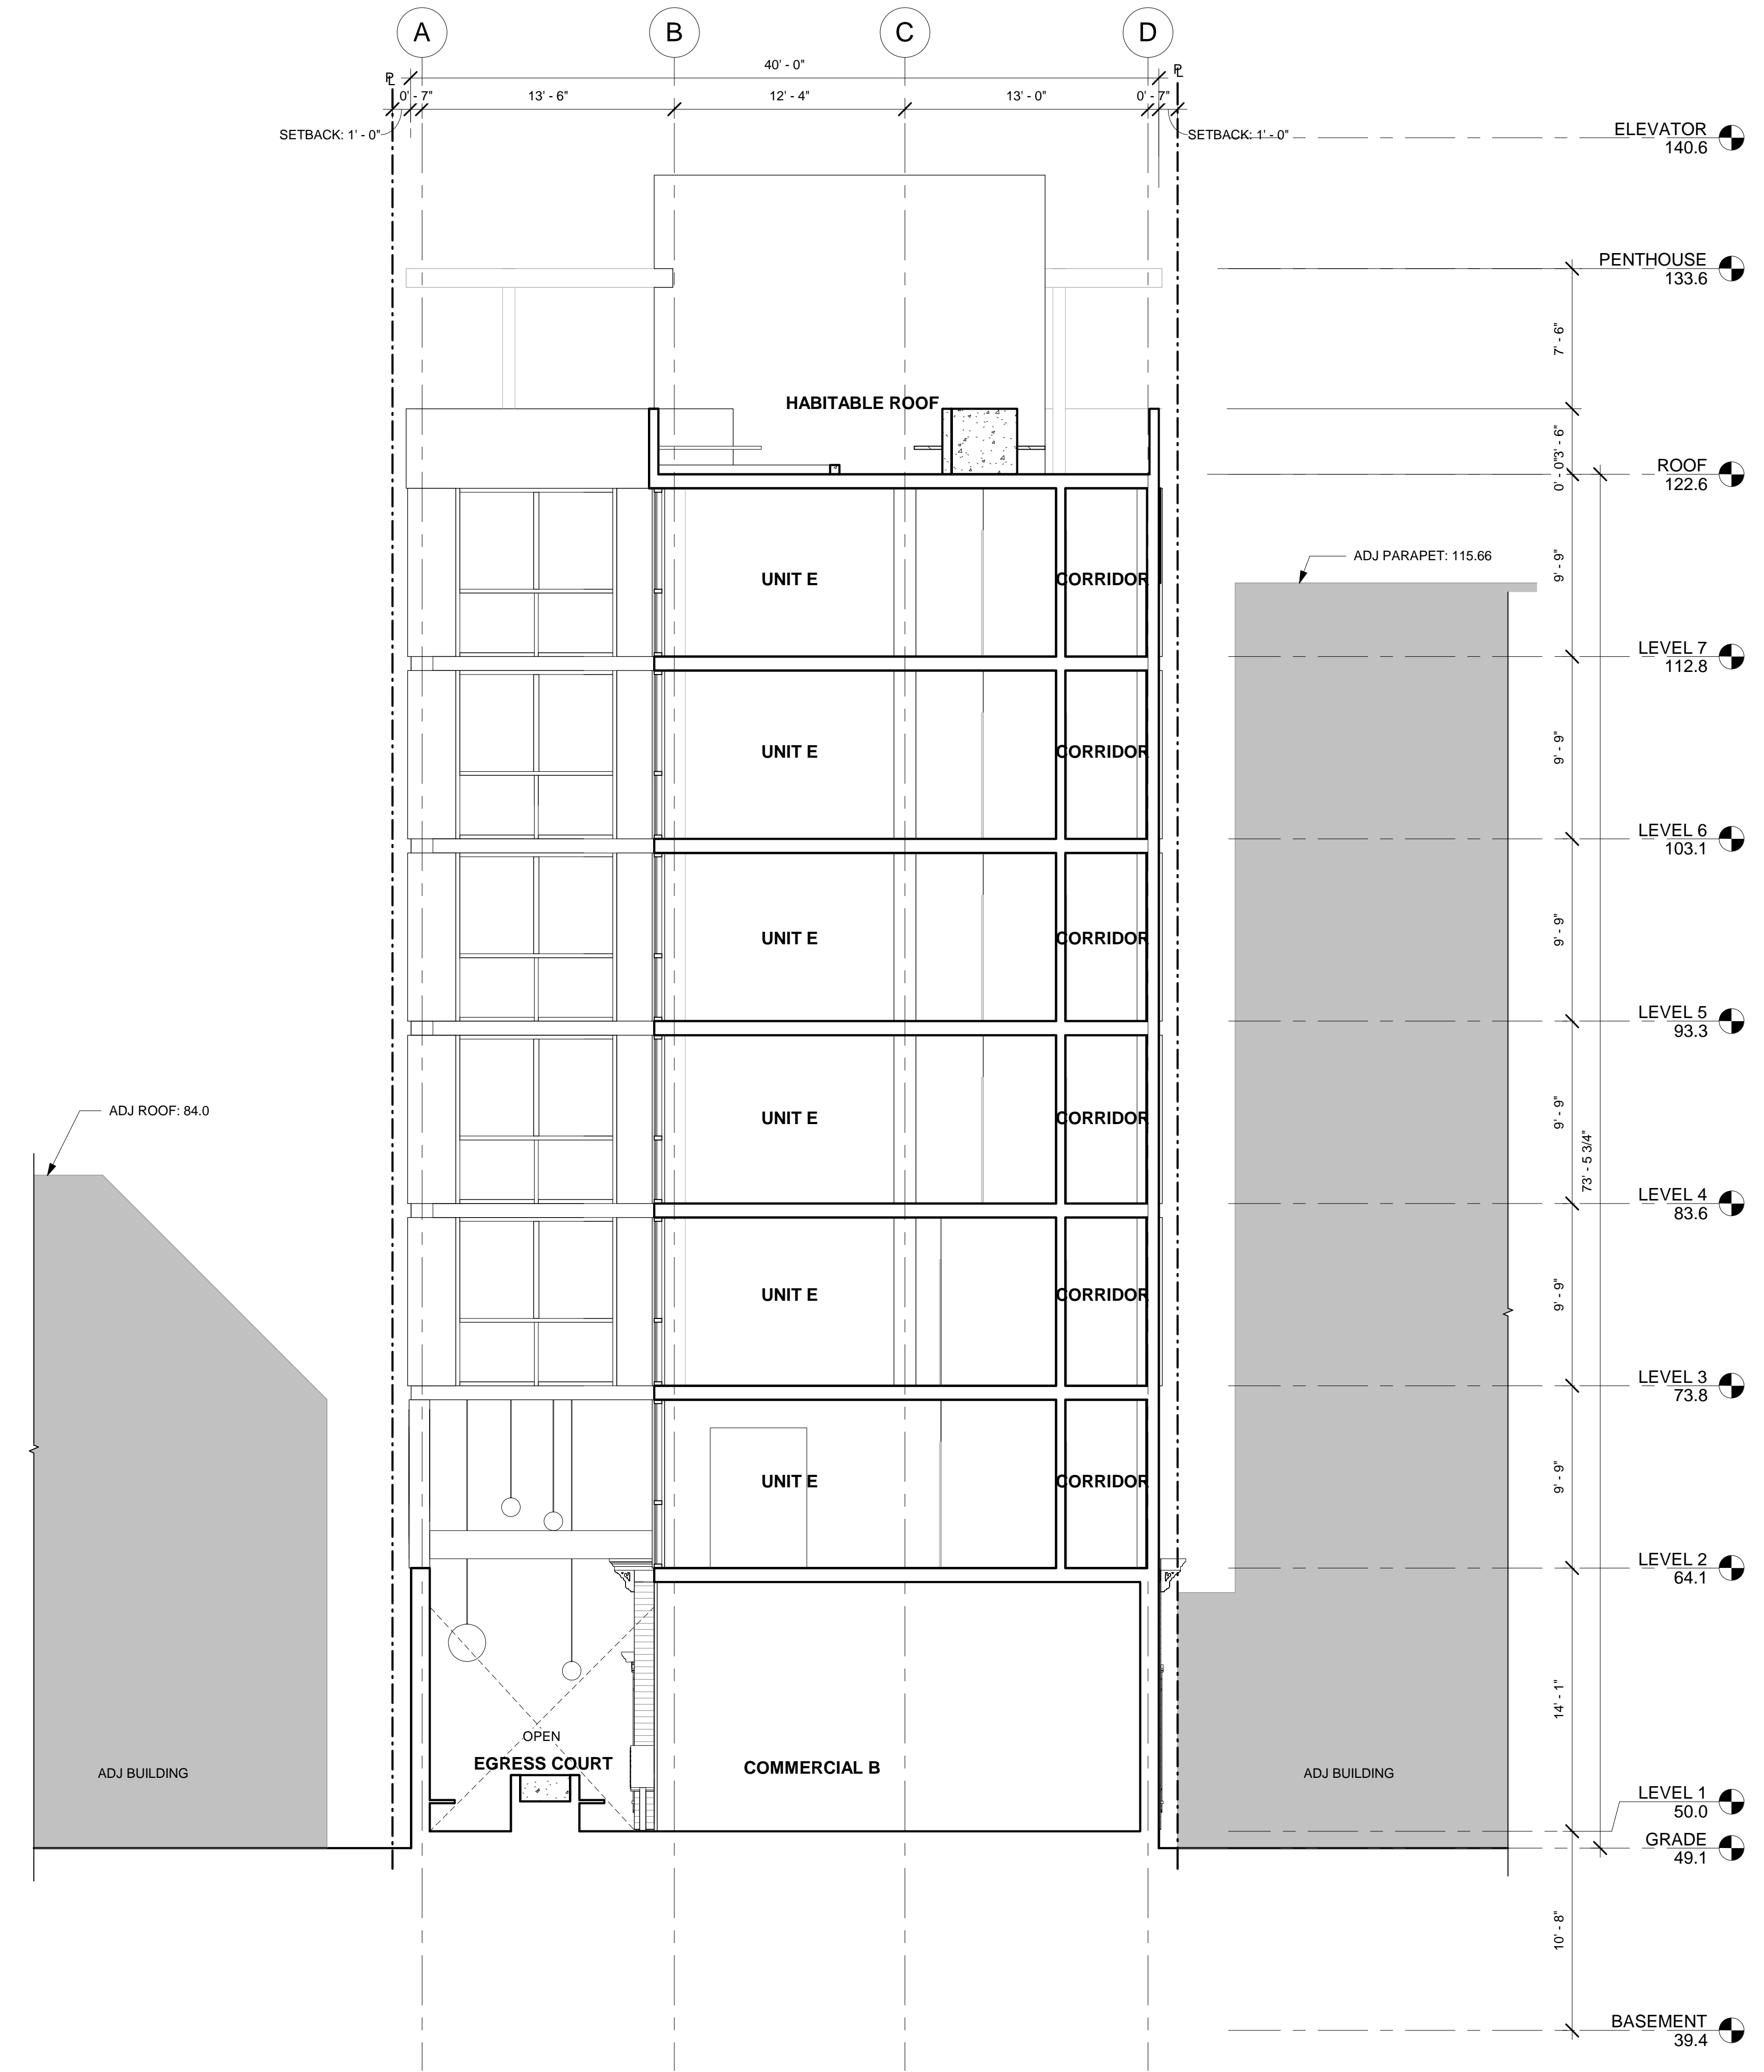 A
B
C
D
40' - 0"
PL
PL
0' - 7"
13' - 6"
12' - 4"
13' - 0"
0' - 7"
SETBACK: 1' - 0"
SETBACK: 1' - 0"
ELEVATOR
140.6
PENTHOUSE
133.6
7' - 6"
HABITABLE ROOF
3' - 6"
0' - 0"
ROOF
122.6
ADJ PARAPET: 115.66
9' - 9"
UNIT E
CORRIDOR
LEVEL 7
112.8
9' - 9"
UNIT E
CORRIDOR
LEVEL 6
103.1
9' - 9"
UNIT E
CORRIDOR
LEVEL 5
93.3
ADJ ROOF: 84.0
9' - 9"
UNIT E
CORRIDOR
73' - 5 3/4"
LEVEL 4
83.6
9' - 9"
UNIT E
CORRIDOR
LEVEL 3
73.8
9' - 9"
UNIT E
CORRIDOR
LEVEL 2
64.1
14' - 1"
OPEN
EGRESS COURT
COMMERCIAL B
ADJ BUILDING
ADJ BUILDING
LEVEL 1
50.0
GRADE
49.1
10' - 8"
BASEMENT
39.4